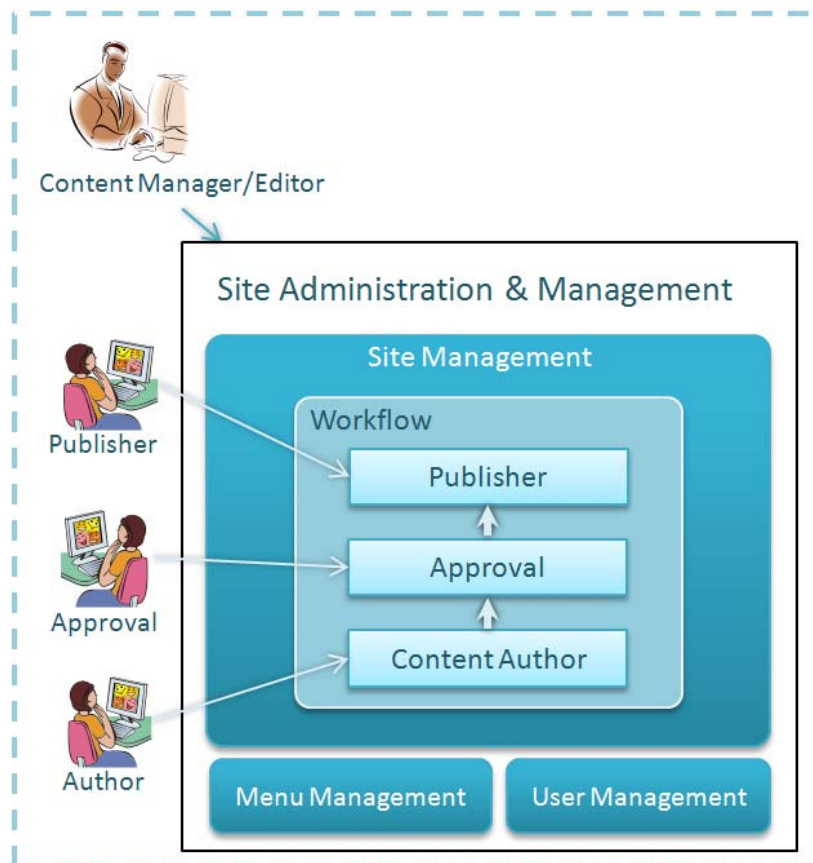 Content Manager/Editor
Site Administration & Management
Site Management
Workflow
Publisher
Publisher
Approval
Approval
Content Author
Author
Menu Management
User Management